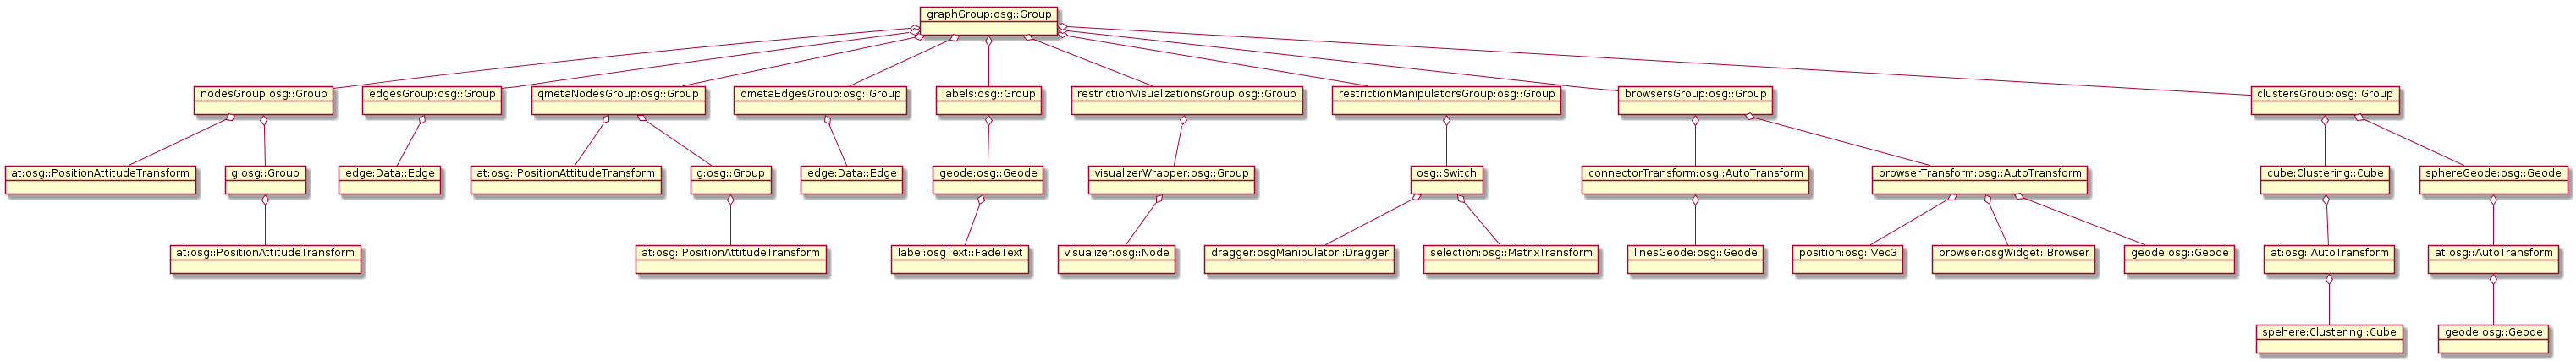 graphGroup:osg::Group
nodesGroup:osg::Group
edgesGroup:osg::Group
qmetaNodesGroup:osg::Group
qmetaEdgesGroup:osg::Group
labels:osg::Group
restrictionVisualizationsGroup:osg::Group
restrictionManipulatorsGroup:osg::Group
browsersGroup:osg::Group
clustersGroup:osg::Group
at:osg::PositionAttitudeTransform
g:osg::Group
edge:Data::Edge
at:osg::PositionAttitudeTransform
g:osg::Group
edge:Data::Edge
geode:osg::Geode
visualizerWrapper:osg::Group
osg::Switch
connectorTransform:osg::AutoTransform
browserTransform:osg::AutoTransform
cube:Clustering::Cube
sphereGeode:osg::Geode
at:osg::PositionAttitudeTransform
at:osg::PositionAttitudeTransform
label:osgText::FadeText
visualizer:osg::Node
dragger:osgManipulator::Dragger
selection:osg::MatrixTransform
linesGeode:osg::Geode
position:osg::Vec3
browser:osgWidget::Browser
geode:osg::Geode
at:osg::AutoTransform
at:osg::AutoTransform
spehere:Clustering::Cube
geode:osg::Geode